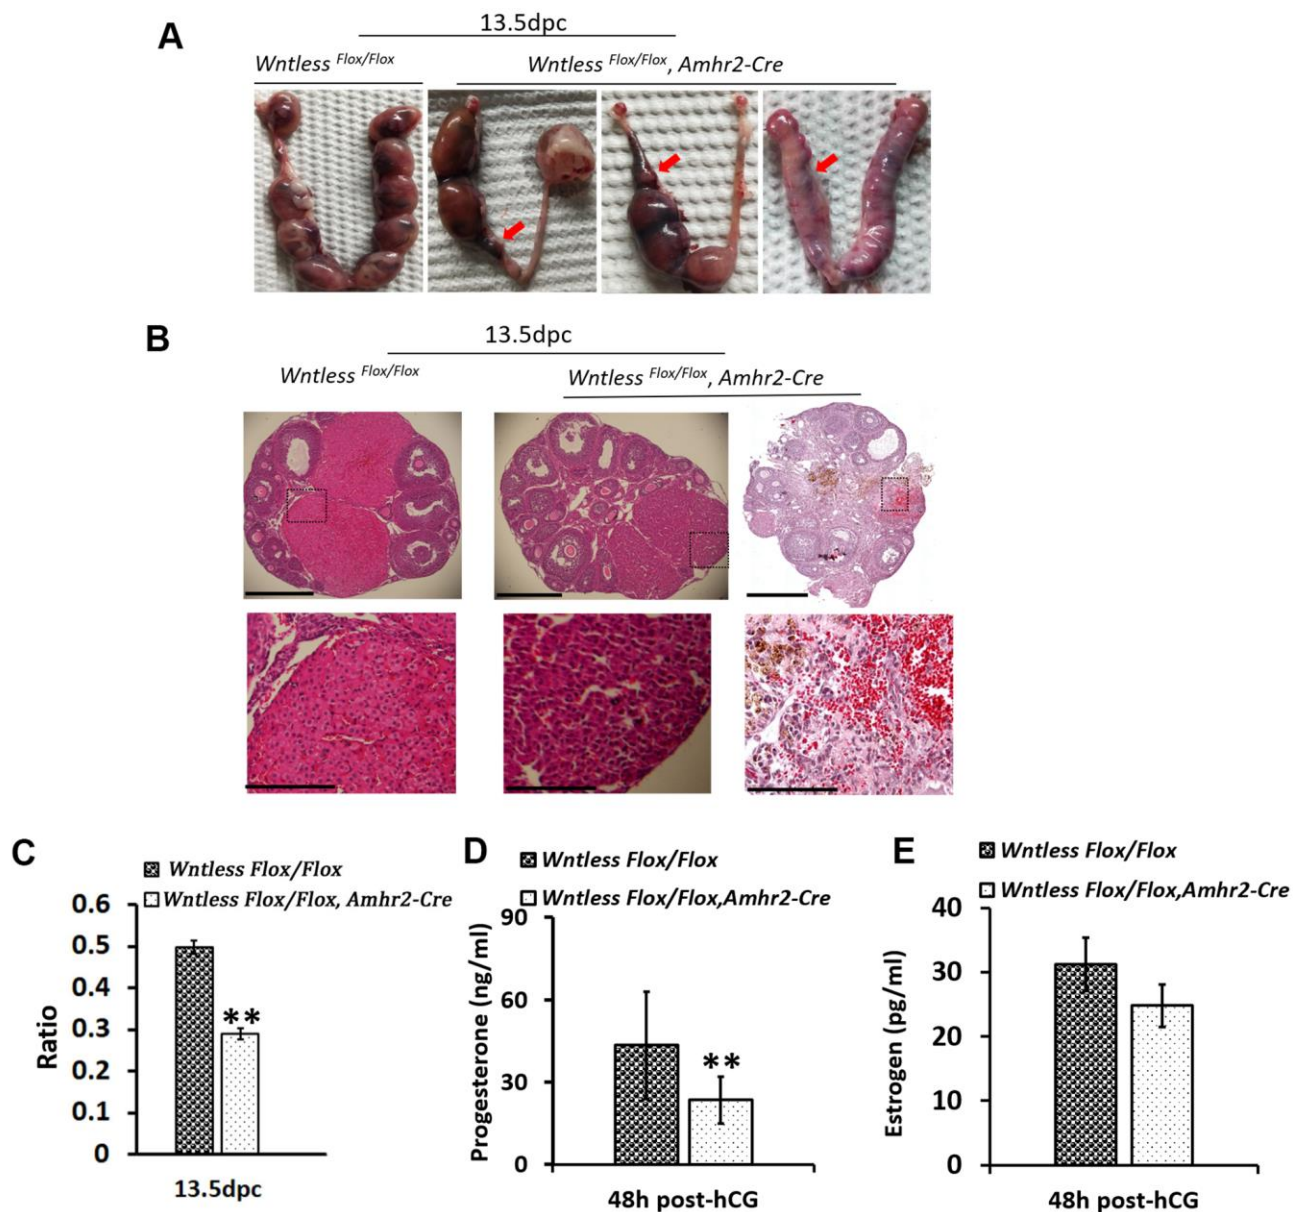 A
13.5dpc
Wntless Flox/Flox
Wntless Flox/Flox, Amhr2-Cre
B
13.5dpc
Wntless Flox/Flox
Wntless Flox/Flox, Amhr2-Cre
C
Wntless Flox/Flox
Wntless Flox/Flox, Amhr2-Cre
Ratio
0.6
0.5
0.4
0.3
0.2
0.1
0
**
13.5dpc
D
Wntless Flox/Flox
Wntless Flox/Flox,Amhr2-Cre
Progesterone (ng/ml)
90
60
30
0
**
48h post-hCG
E
Wntless Flox/Flox
Wntless Flox/Flox,Amhr2-Cre
Estrogen (pg/ml)
40
30
20
10
0
48h post-hCG